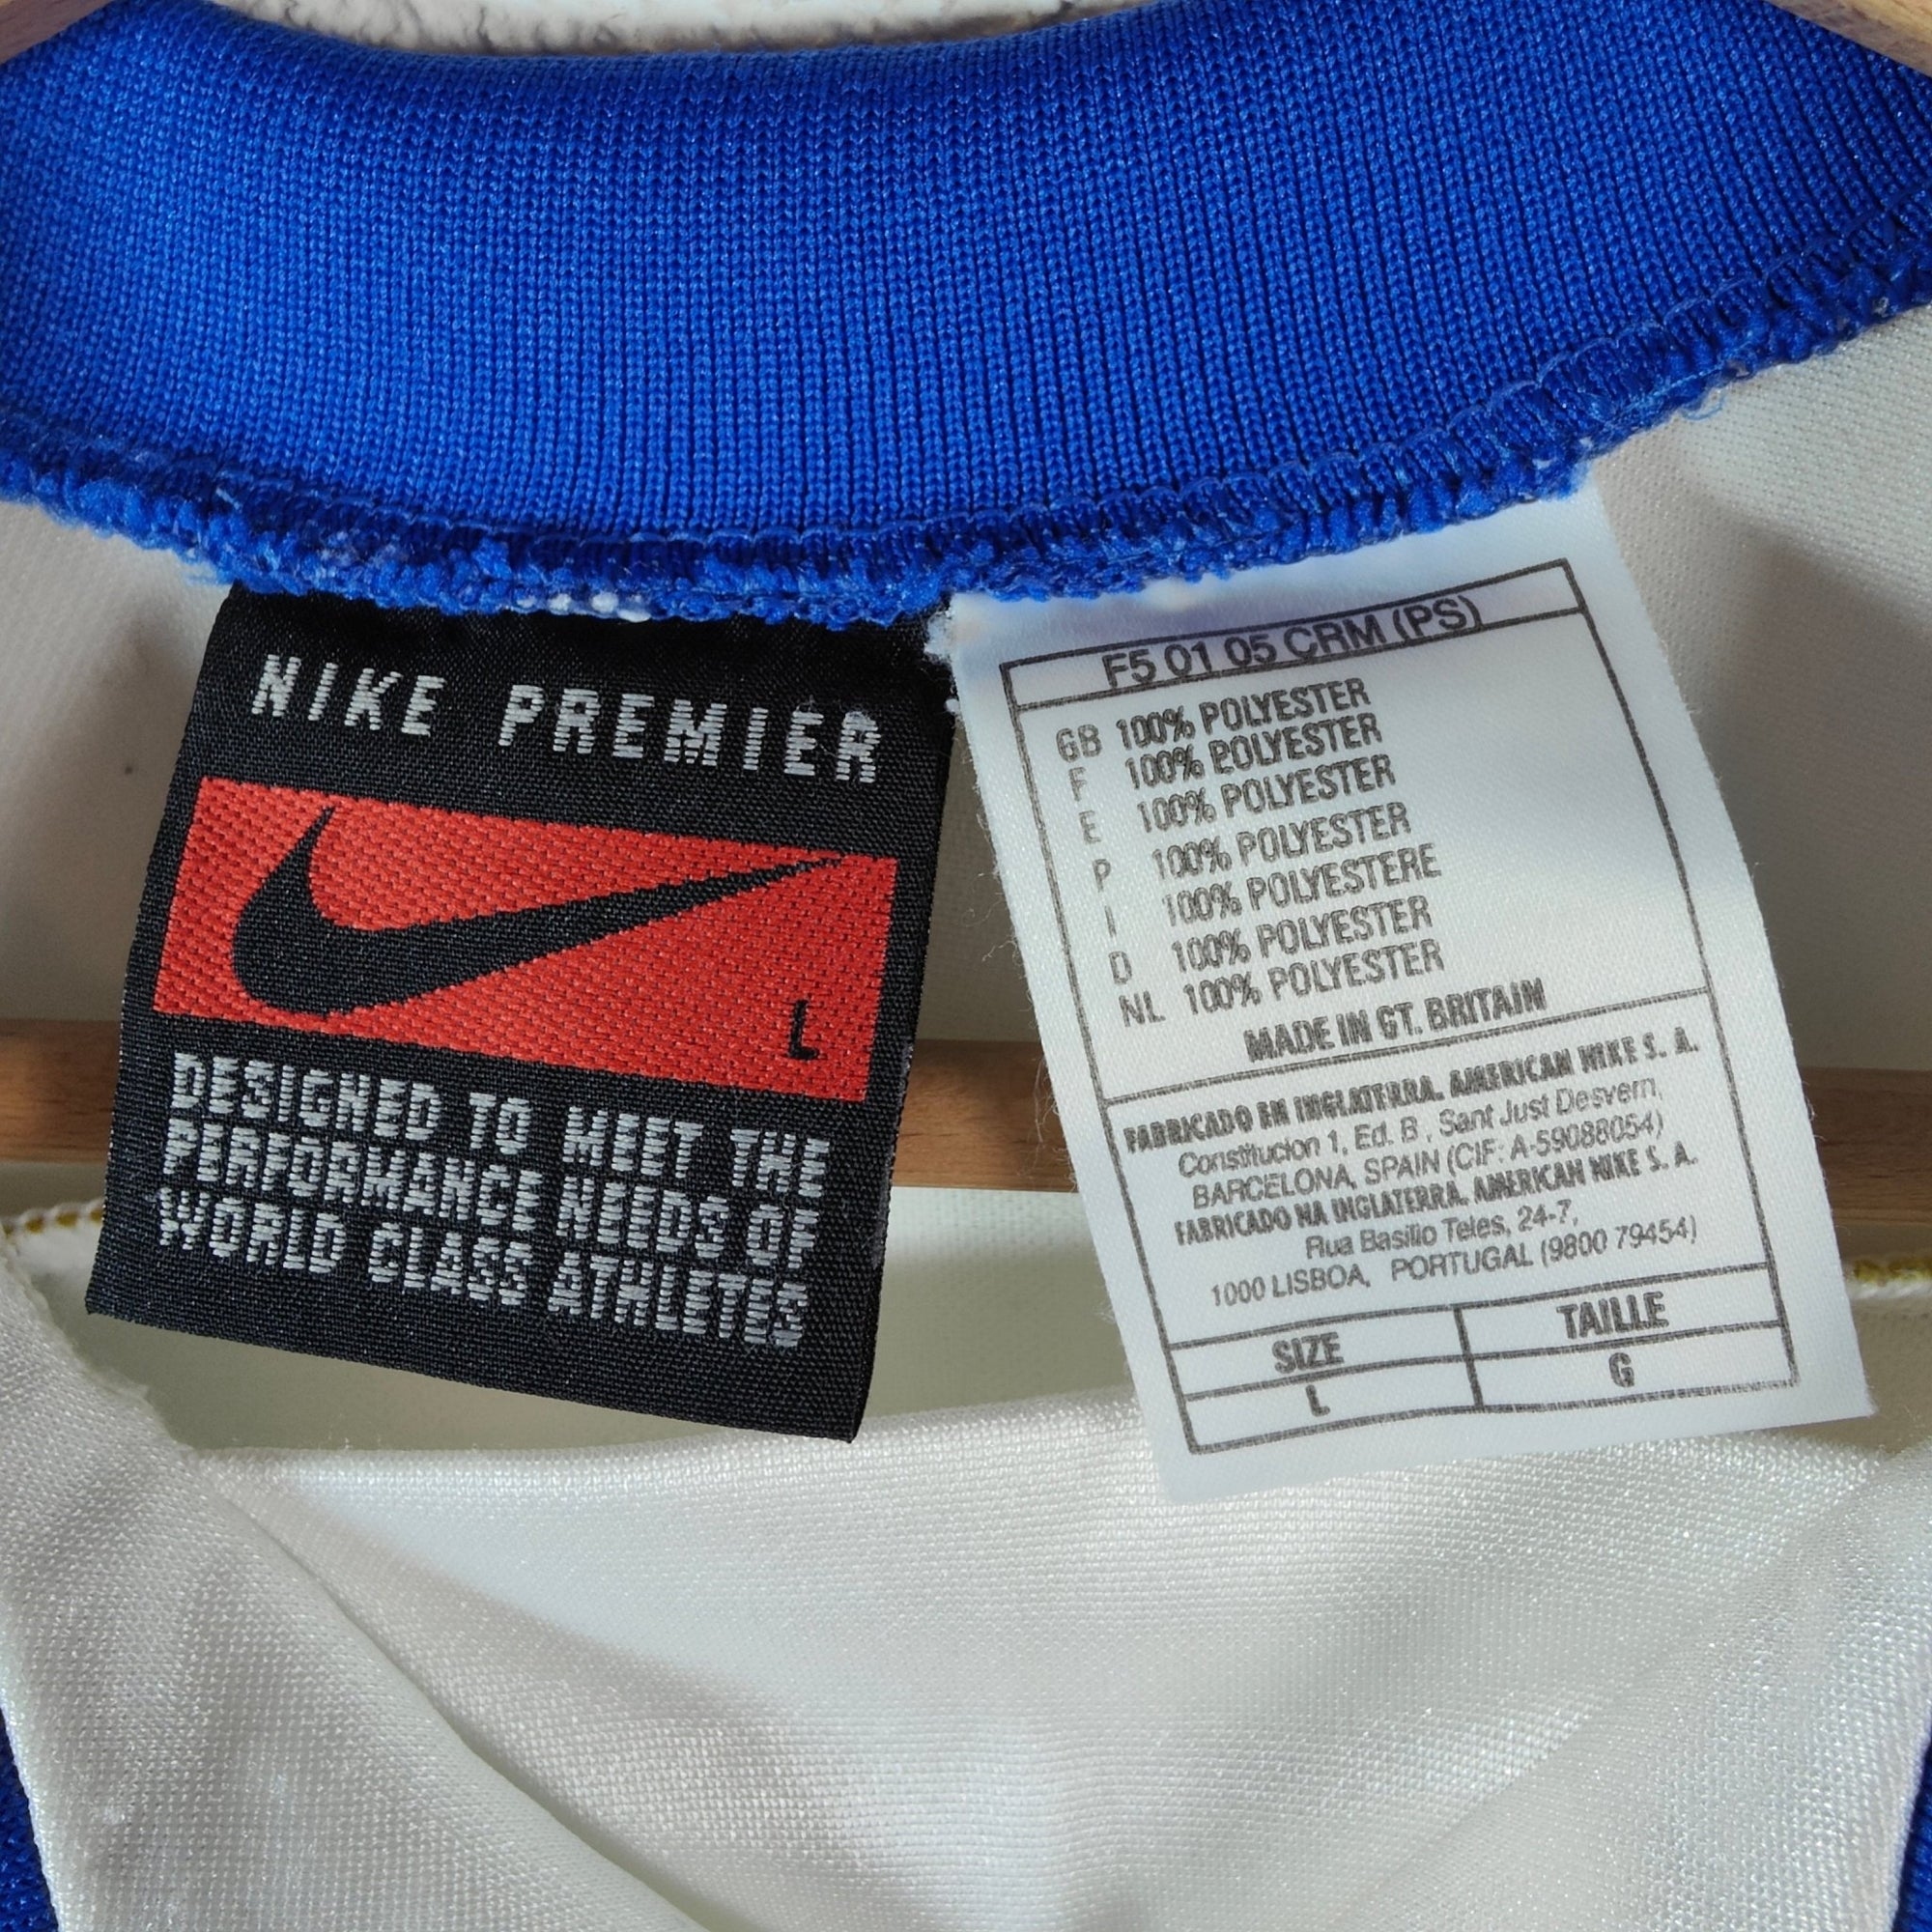 NIKE PREMIER
L
DESIGNED TO MEET THE
PERFORMANCE NEEDS OF
WORLD CLASS ATHLETES
F5 01 05 CRM (PS)
GB 100% POLYESTER
F 100% POLYESTER
E 100% POLYESTER
P 100% POLYESTER
I 100% POLYESTERE
D 100% POLYESTER
NL 100% POLYESTER
MADE IN GT. BRITAIN
FABRICADO EN INGLATERRA. AMERICAN NIKE S. A.
Constitucion 1, Ed. B , Sant Just Desvern,
BARCELONA, SPAIN (CIF: A-59088054)
FABRICADO NA INGLATERRA. AMERICAN NIKE S. A.
Rua Basilio Teles, 24-7,
1000 LISBOA, PORTUGAL (9800 79454)
SIZE TAILLE
L G